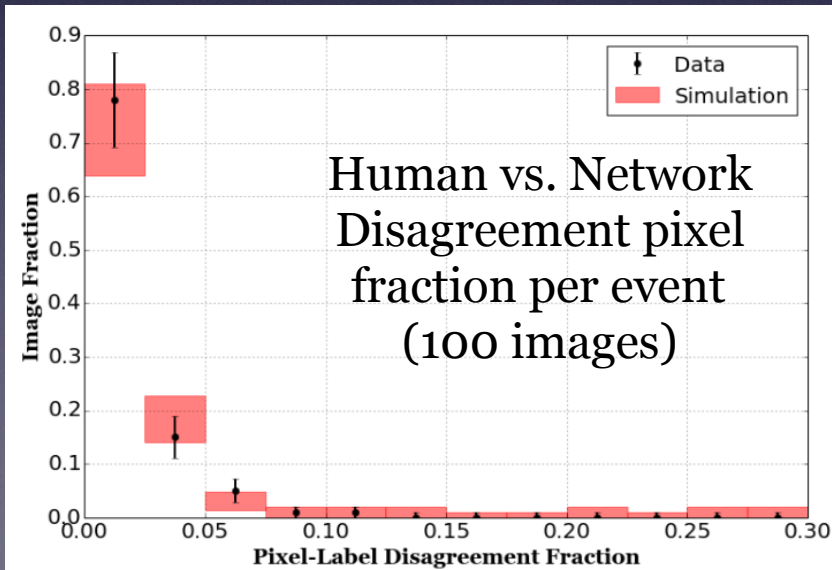 0.9
0.8
0.7
0.6
0.5
0.4
0.3
0.2
0.1
0.0
Image Fraction
Data
Simulation
Human vs. Network
Disagreement pixel
fraction per event
(100 images)
0.00 0.05 0.10 0.15 0.20 0.25 0.30
Pixel-Label Disagreement Fraction